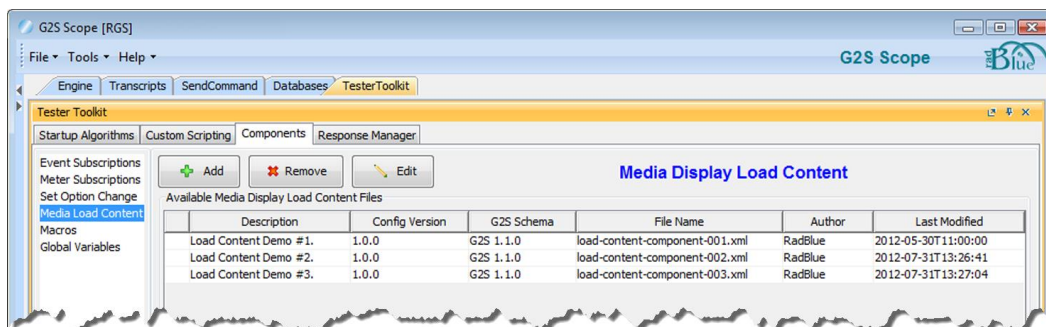 G2S Scope [RGS]
File Tools Help
G2S Scope
radBlue
Engine Transcripts SendCommand Databases TesterToolkit
Tester Toolkit
Startup Algorithms Custom Scripting Components Response Manager
Event Subscriptions
Meter Subscriptions
Set Option Change
Media Load Content
Macros
Global Variables
Add Remove Edit
Media Display Load Content
Available Media Display Load Content Files
Description Config Version G2S Schema File Name Author Last Modified
Load Content Demo #1. 1.0.0 G2S 1.1.0 load-content-component-001.xml RadBlue 2012-05-30T11:00:00
Load Content Demo #2. 1.0.0 G2S 1.1.0 load-content-component-002.xml RadBlue 2012-07-31T13:26:41
Load Content Demo #3. 1.0.0 G2S 1.1.0 load-content-component-003.xml RadBlue 2012-07-31T13:27:04